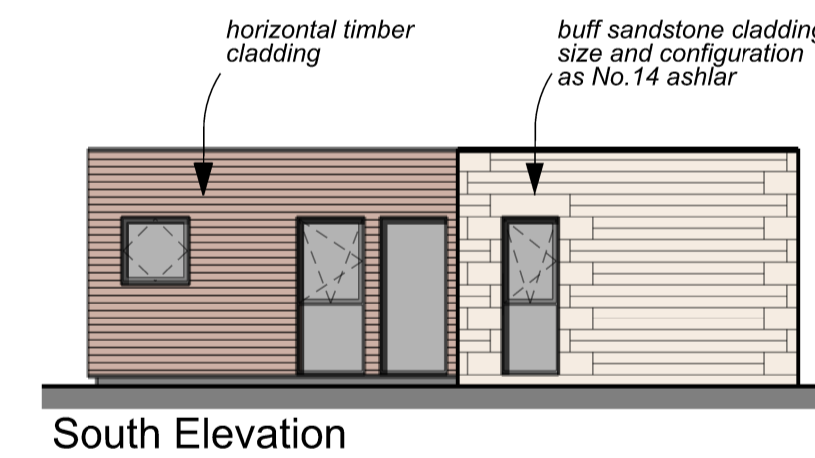 horizontal timber
cladding
buff sandstone cladding
size and configuration
as No.14 ashlar
South Elevation